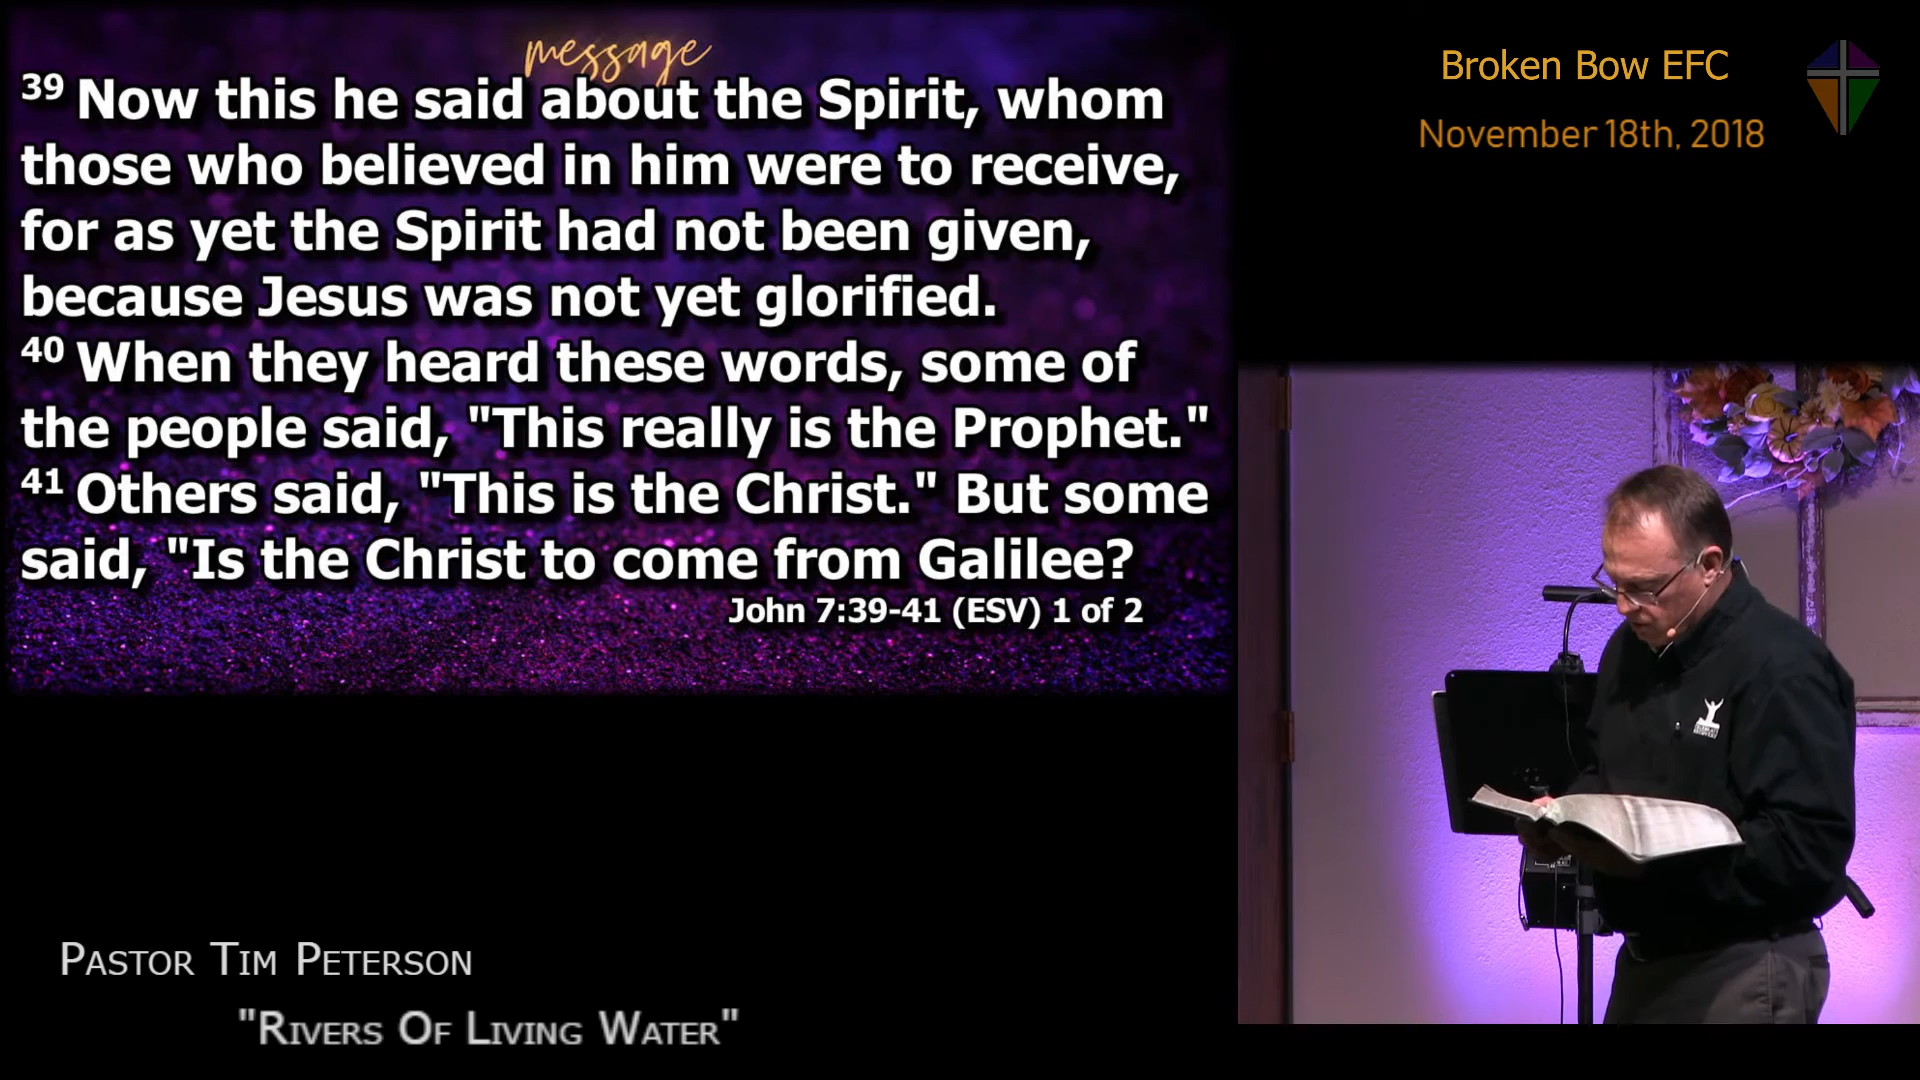 message
39 Now this he said about the Spirit, whom
those who believed in him were to receive,
for as yet the Spirit had not been given,
because Jesus was not yet glorified.
40 When they heard these words, some of
the people said, "This really is the Prophet."
41 Others said, "This is the Christ." But some
said, "Is the Christ to come from Galilee?
John 7:39-41 (ESV) 1 of 2
Broken Bow EFC
November 18th, 2018
Pastor Tim Peterson
"Rivers Of Living Water"